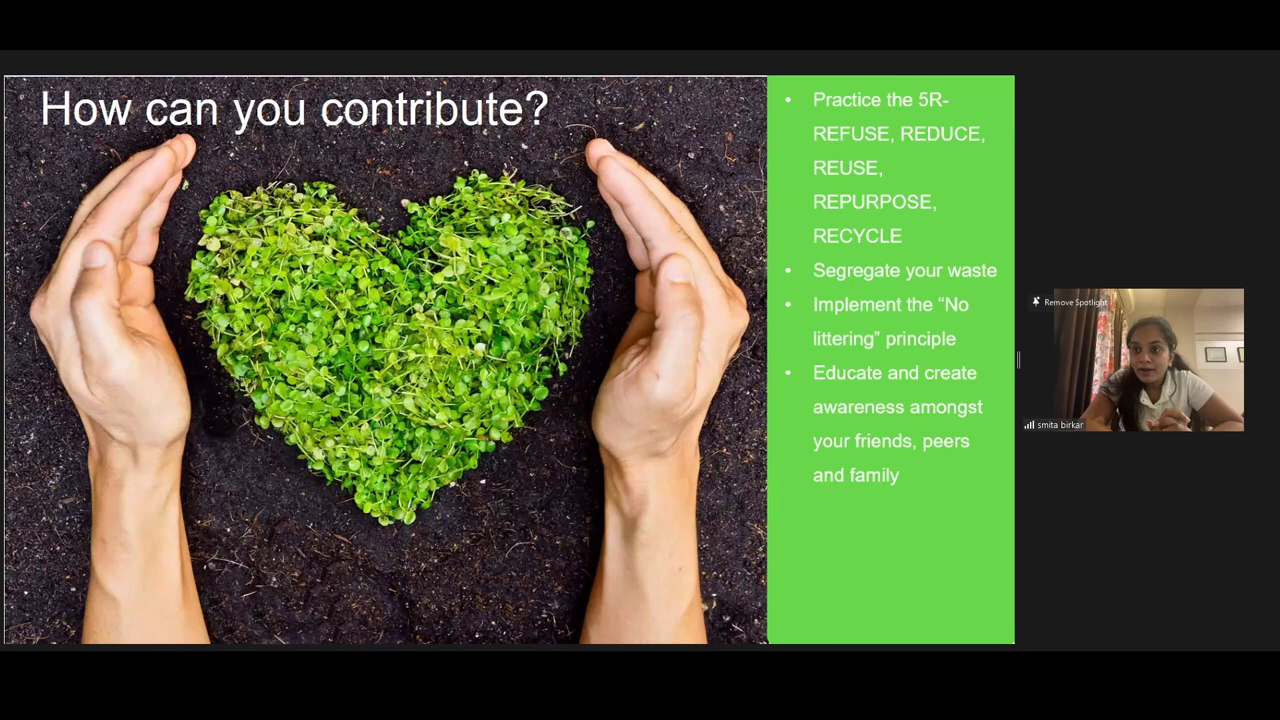 How can you contribute?
• Practice the 5R-
REFUSE, REDUCE,
REUSE,
REPURPOSE,
RECYCLE
• Segregate your waste
• Implement the “No
littering” principle
• Educate and create
awareness amongst
your friends, peers
and family
Remove Spotlight
smita birkar